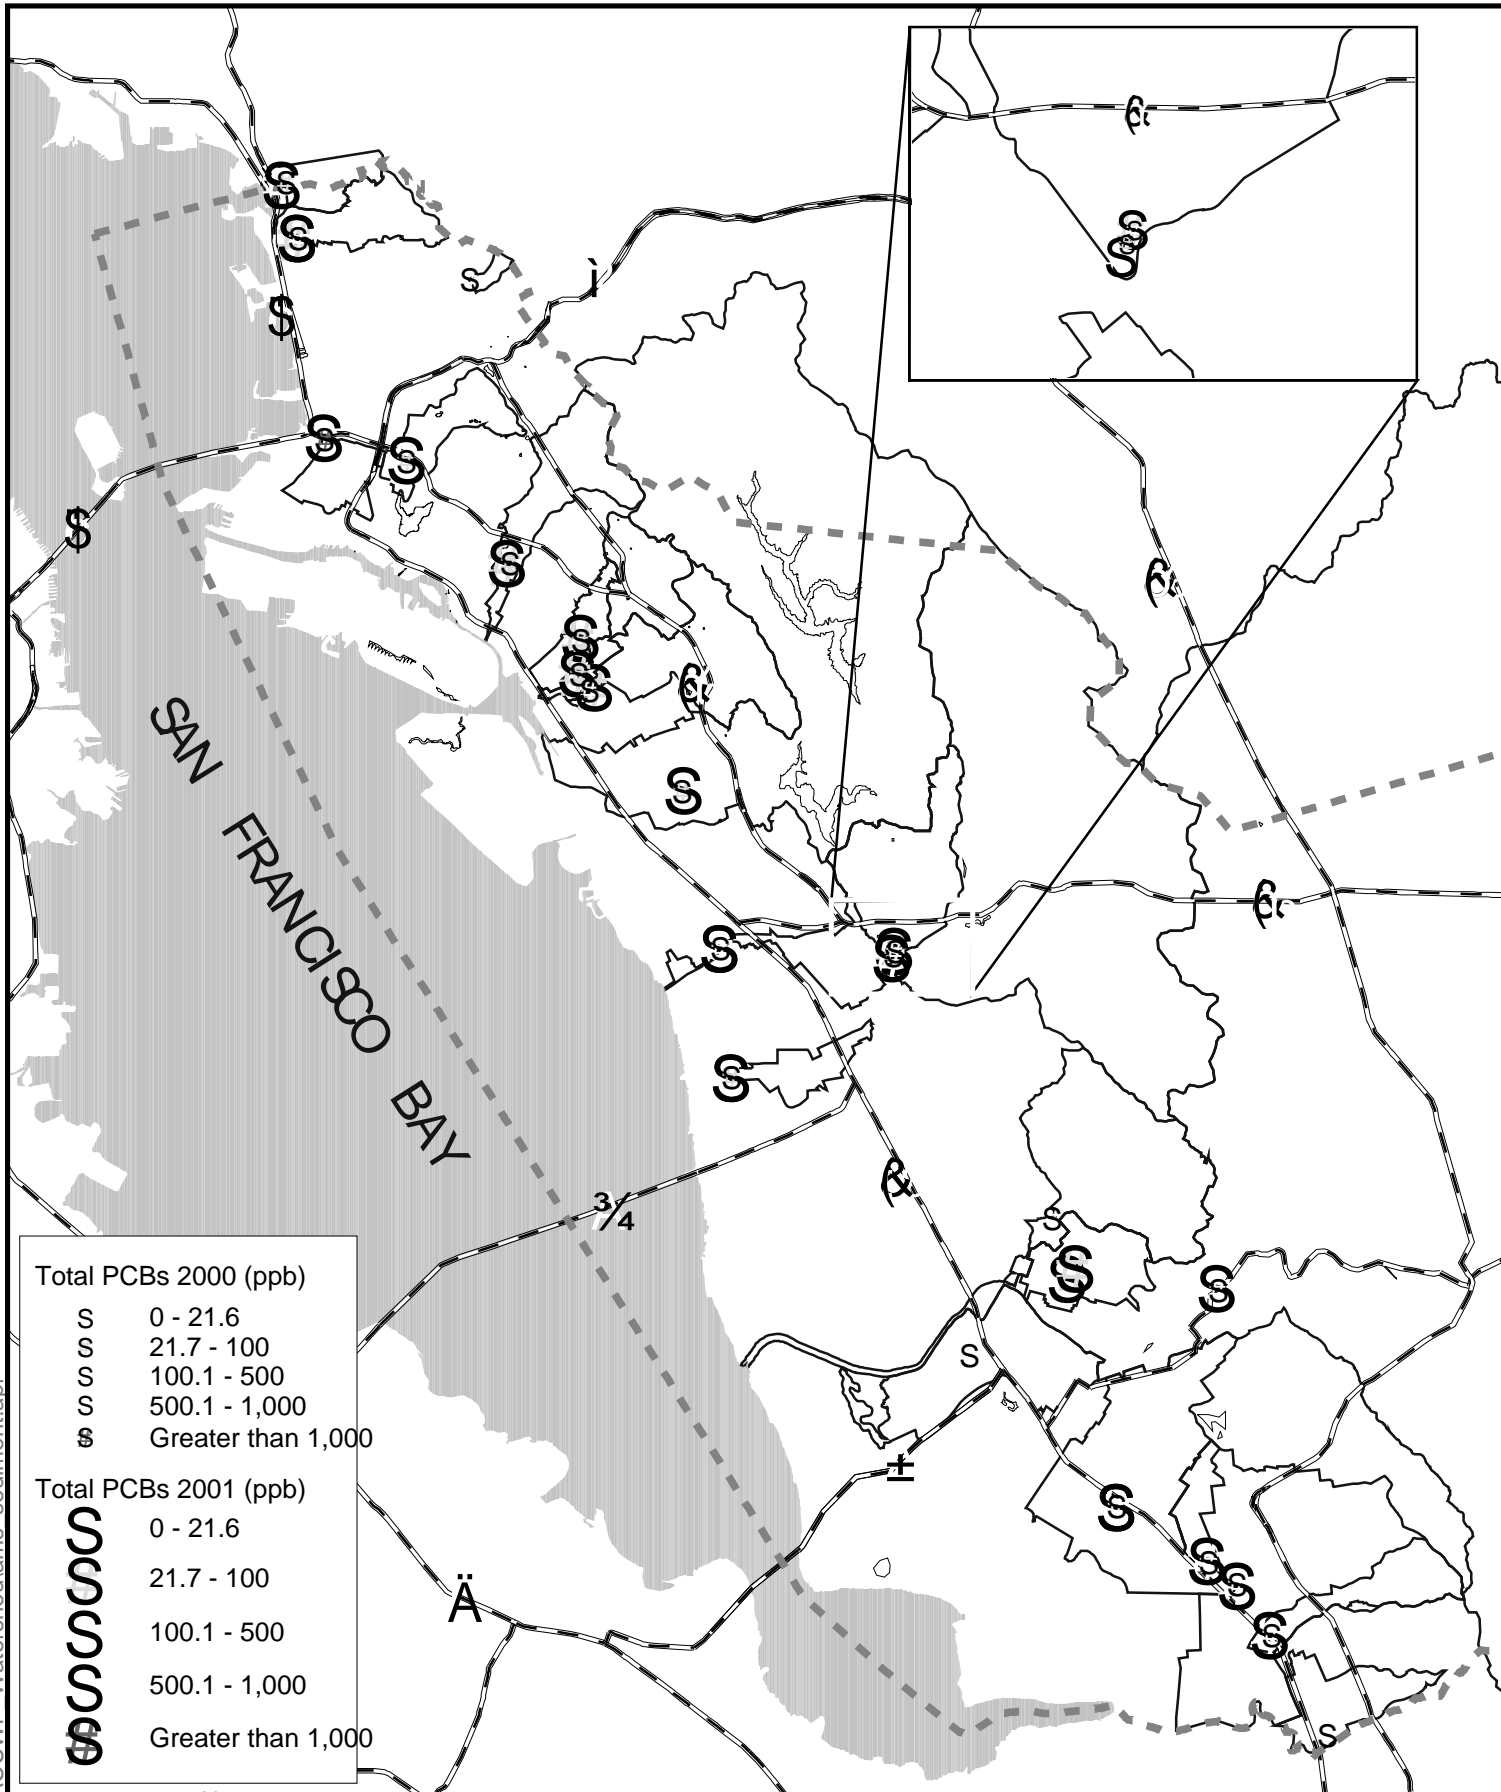 SAN FRANCISCO BAY
Total PCBs 2000 (ppb)
S 0 - 21.6
S 21.7 - 100
S 100.1 - 500
S 500.1 - 1,000
S Greater than 1,000
Total PCBs 2001 (ppb)
S 0 - 21.6
S 21.7 - 100
S 100.1 - 500
S 500.1 - 1,000
S Greater than 1,000
S
S
$
S
ì
S
S
$
S
S
S
S
S
S
S
S
S
¾
S
S
S
S
S
±
S
S
S
S
Ä
S
S
S